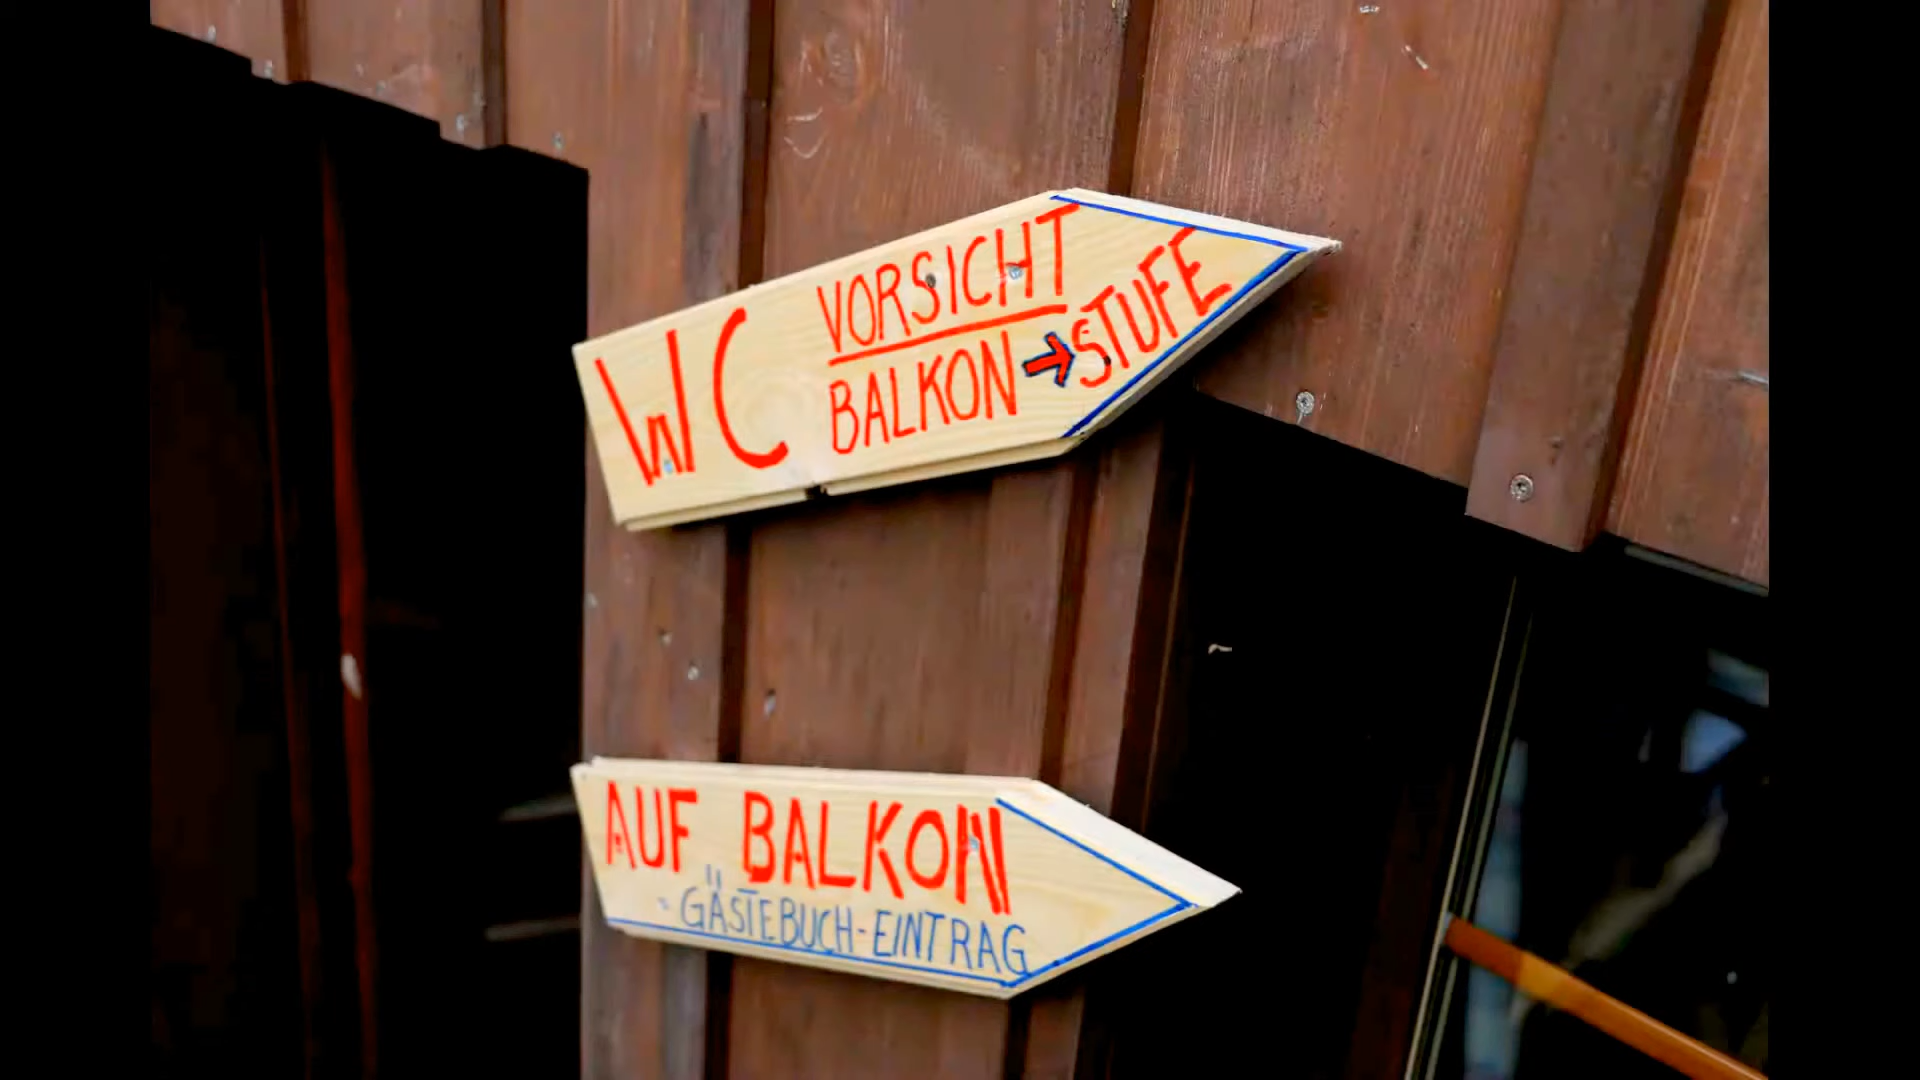 WC
VORSICHT
BALKON → STUFE
AUF BALKON
- GÄSTEBUCH-EINTRAG